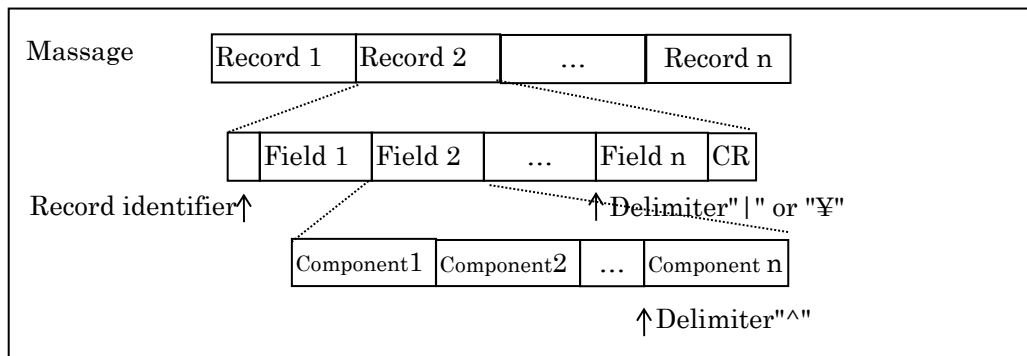 Massage
Record 1 Record 2 … Record n
Field 1 Field 2 … Field n CR
Record identifier Delimiter"|" or "¥"
Component1 Component2 … Component n
Delimiter"^"